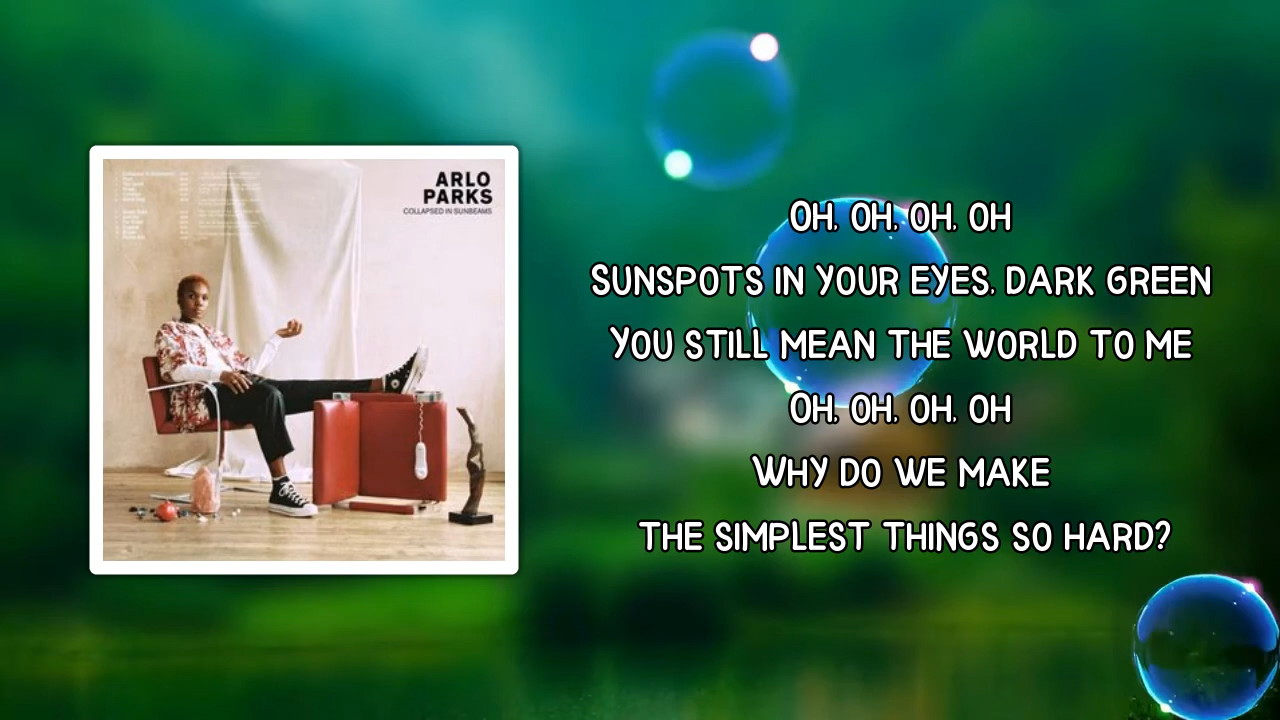 ARLO
PARKS
COLLAPSED IN SUNBEAMS
OH, OH, OH, OH
SUNSPOTS IN YOUR EYES, DARK GREEN
YOU STILL MEAN THE WORLD TO ME
OH, OH, OH, OH
WHY DO WE MAKE
THE SIMPLEST THINGS SO HARD?